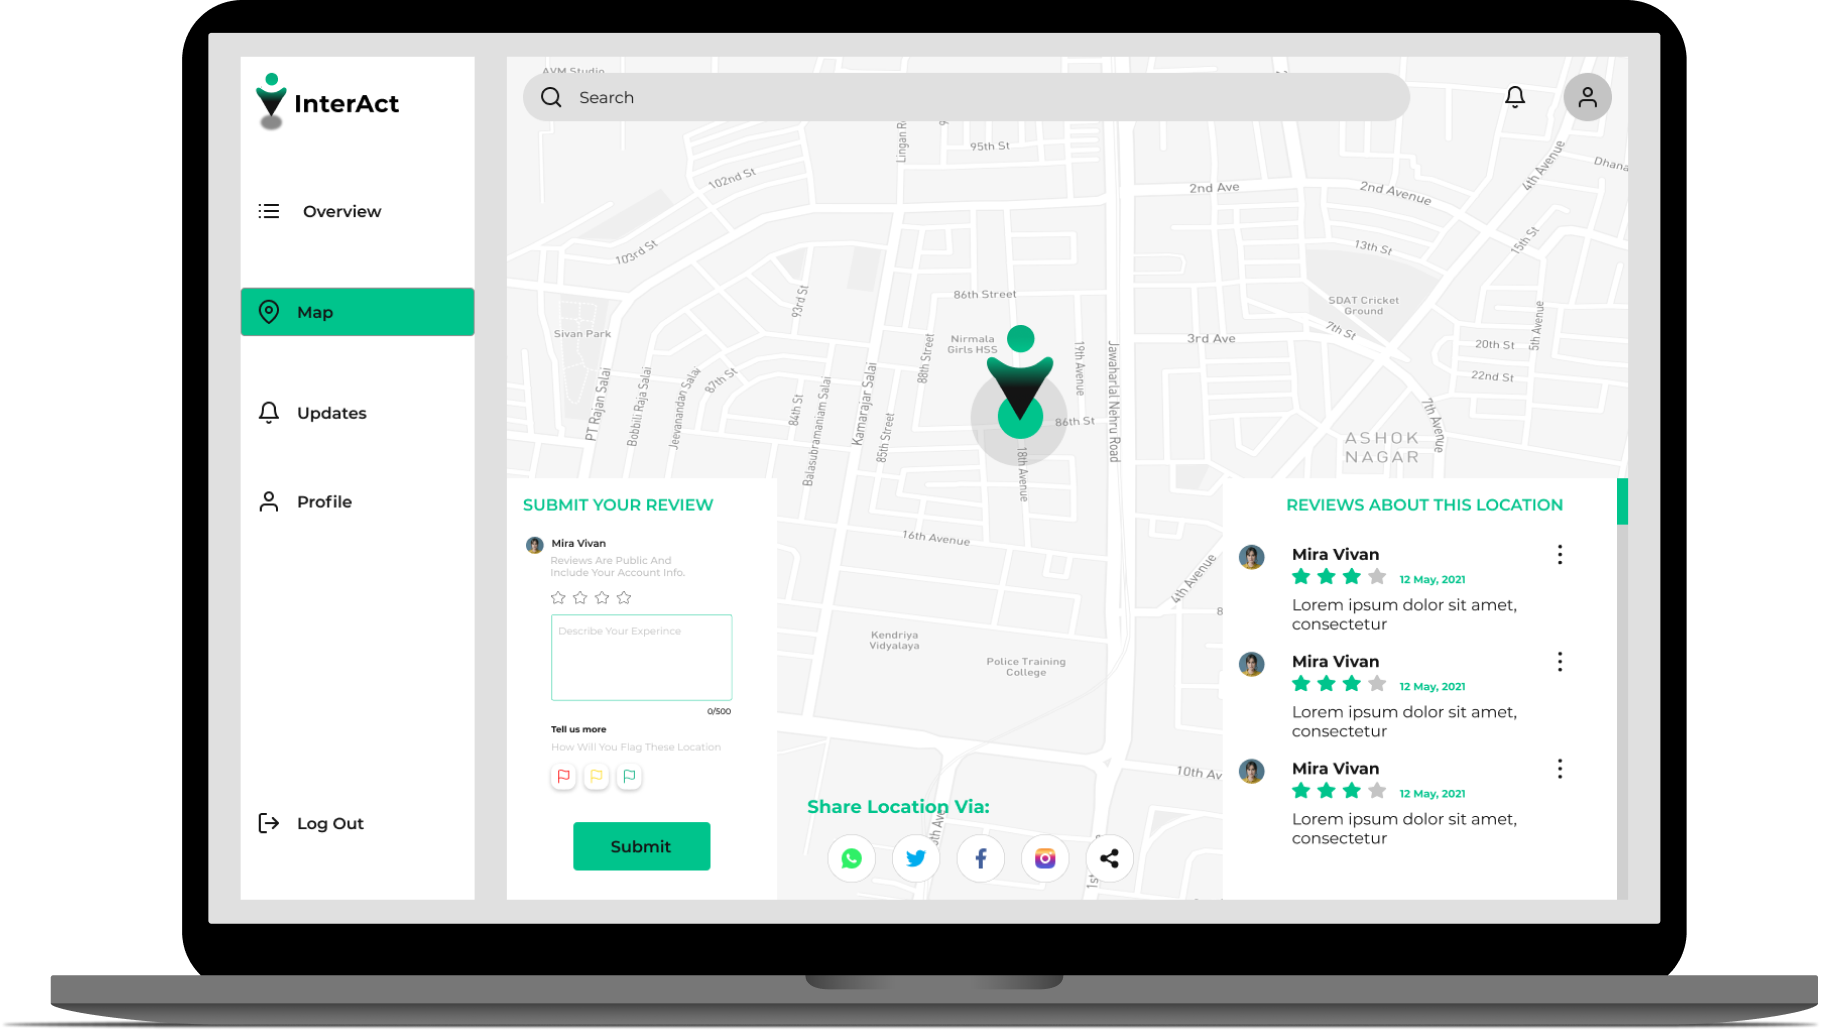 InterAct
Overview
Map
Updates
Profile
Log Out
AVM Studio
Search
95th St
102nd St
2nd Ave
2nd Avenue
4th Avenue
103rd St
13th St
15th St
93rd St
86th Street
SDAT Cricket
Ground
Sivan Park
Nirmala
Girls HSS
3rd Ave
7th St
20th St
5th Avenue
22nd St
88th Street
19th Avenue
Jawaharlal Nehru Road
PT Rajan Salai
Bobbili Raja Salai
Jeevanandan Salai
87th St
84th St
Balasubramaniam Salai
Kamarajar Salai
85th Street
86th St
18th Avenue
7th Avenue
ASHOK
NAGAR
16th Avenue
4th Avenue
Kendriya
Vidyalaya
Police Training
College
10th Av
SUBMIT YOUR REVIEW
Mira Vivan
Reviews Are Public And
Include Your Account Info.
Describe Your Experince
0/500
Tell us more
How Will You Flag These Location
Submit
Share Location Via:
REVIEWS ABOUT THIS LOCATION
Mira Vivan
12 May, 2021
Lorem ipsum dolor sit amet,
consectetur
Mira Vivan
12 May, 2021
Lorem ipsum dolor sit amet,
consectetur
Mira Vivan
12 May, 2021
Lorem ipsum dolor sit amet,
consectetur